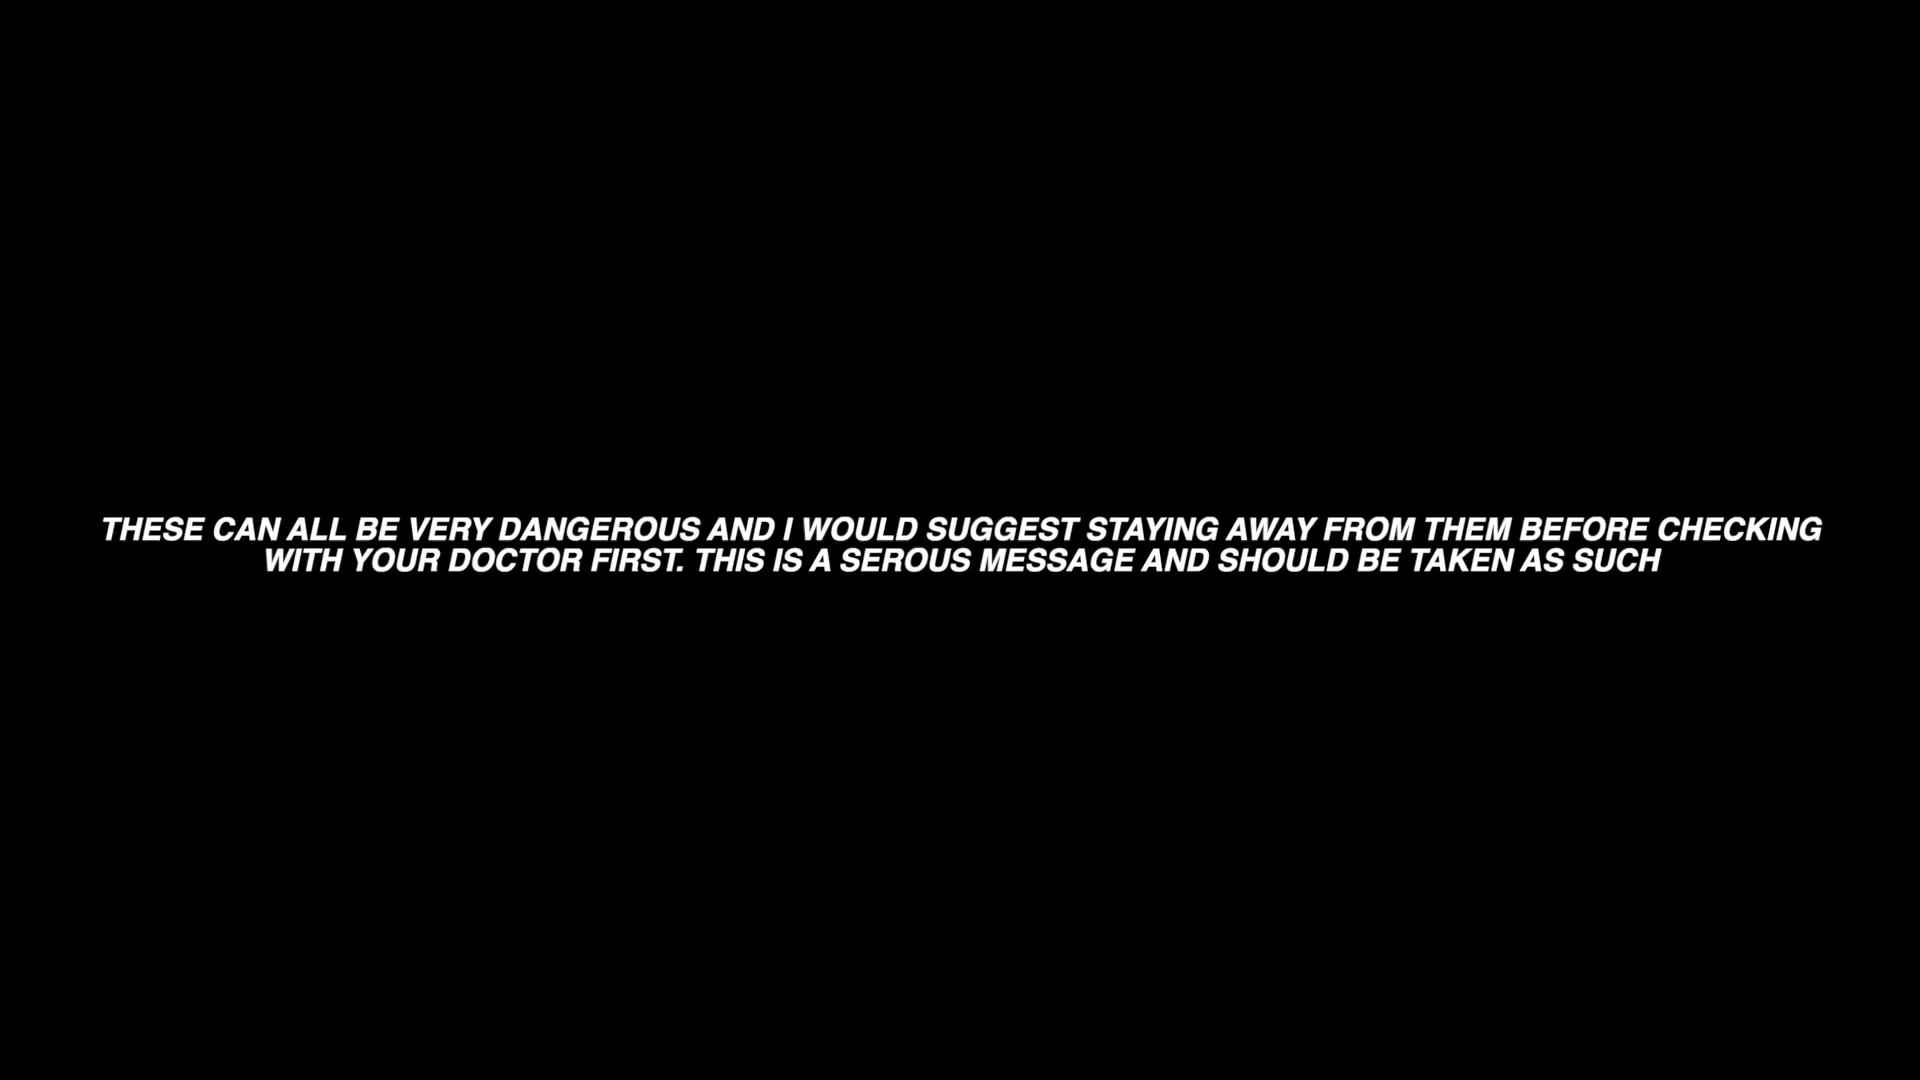 THESE CAN ALL BE VERY DANGEROUS AND I WOULD SUGGEST STAYING AWAY FROM THEM BEFORE CHECKING
WITH YOUR DOCTOR FIRST. THIS IS A SEROUS MESSAGE AND SHOULD BE TAKEN AS SUCH